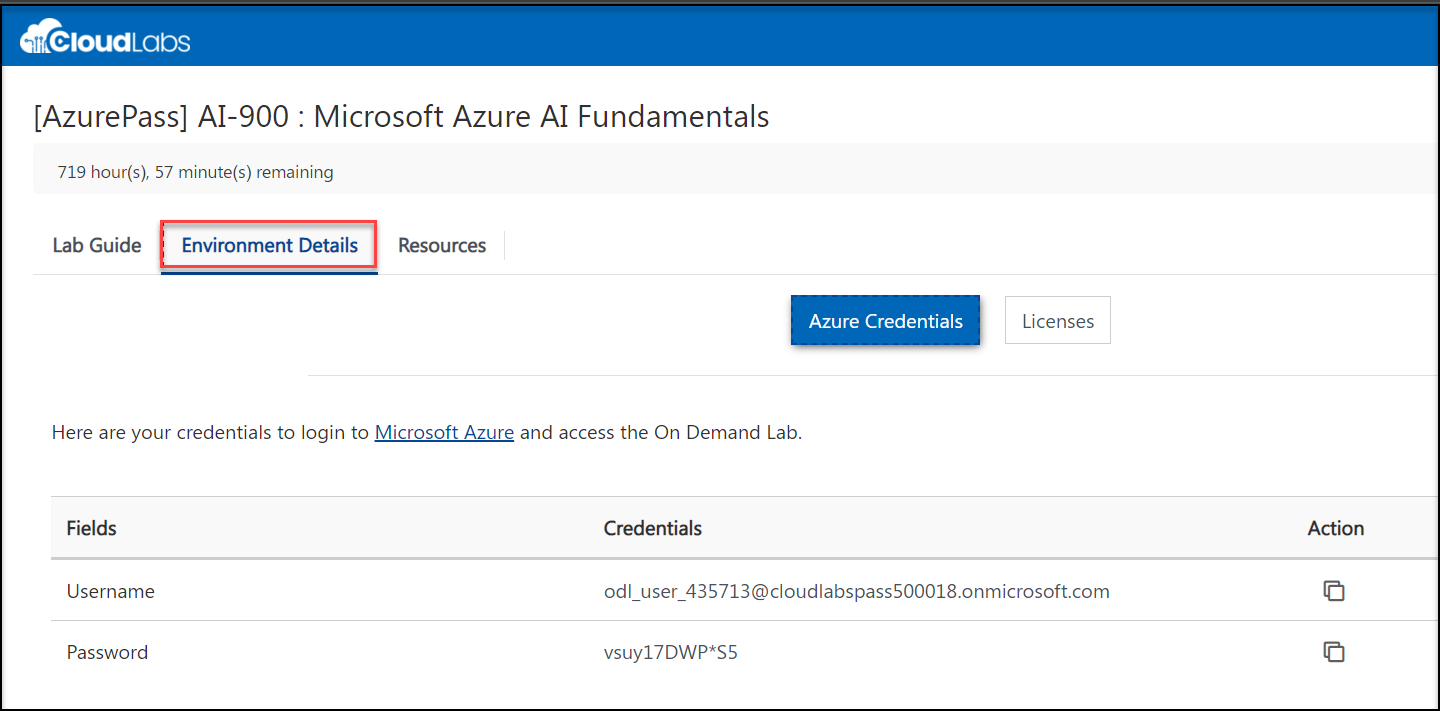 CloudLabs
[AzurePass] AI-900 : Microsoft Azure AI Fundamentals
719 hour(s), 57 minute(s) remaining
Lab Guide Environment Details Resources
Azure Credentials Licenses
Here are your credentials to login to Microsoft Azure and access the On Demand Lab.
Fields Credentials Action
Username odl_user_435713@cloudlabspass500018.onmicrosoft.com
Password vsuy17DWP*S5